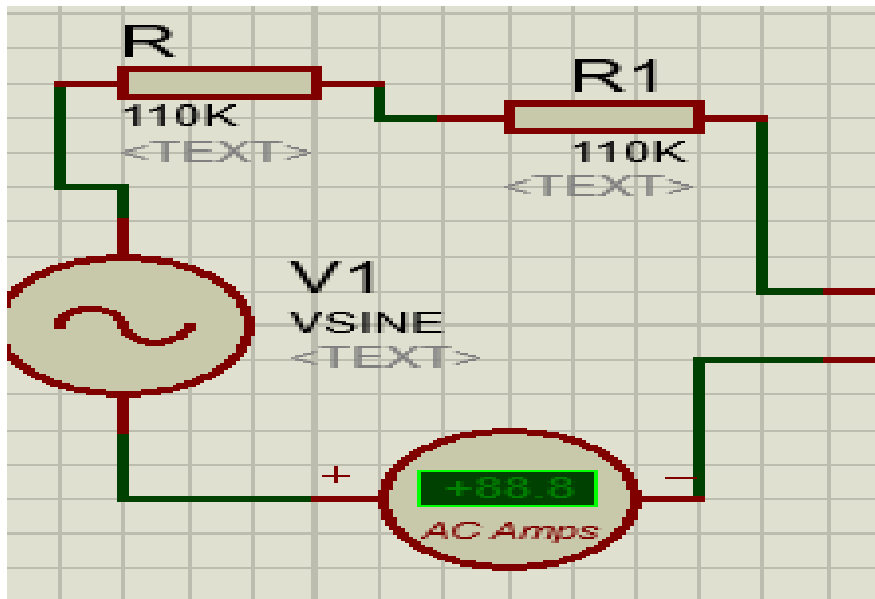 R
110K
<TEXT>
R1
110K
<TEXT>
V1
VSINE
<TEXT>
+ −
+88.8
AC Amps